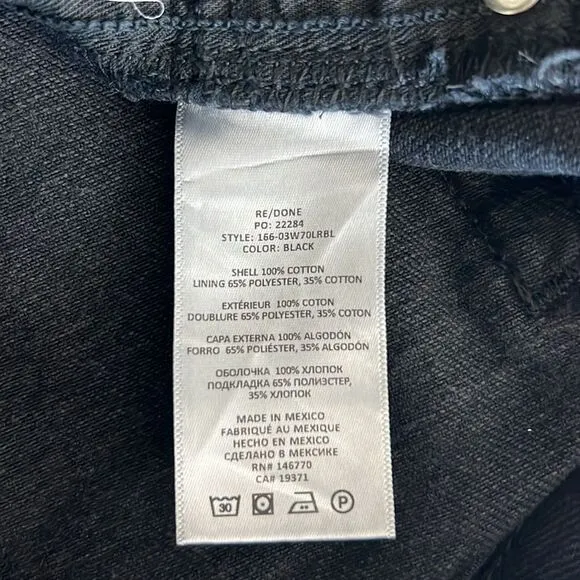 RE/DONE
PO: 22284
STYLE: 166-03W70LRBL
COLOR: BLACK
SHELL 100% COTTON
LINING 65% POLYESTER, 35% COTTON
EXTÉRIEUR 100% COTON
DOUBLURE 65% POLYESTER, 35% COTON
CAPA EXTERNA 100% ALGODÓN
FORRO 65% POLIÉSTER, 35% ALGODÓN
ОБОЛОЧКА 100% ХЛОПОК
ПОДКЛАДКА 65% ПОЛИЭСТЕР,
35% ХЛОПОК
MADE IN MEXICO
FABRIQUÉ AU MEXIQUE
HECHO EN MÉXICO
СДЕЛАНО В МЕКСИКЕ
RN# 146770
CA# 19371
30 P